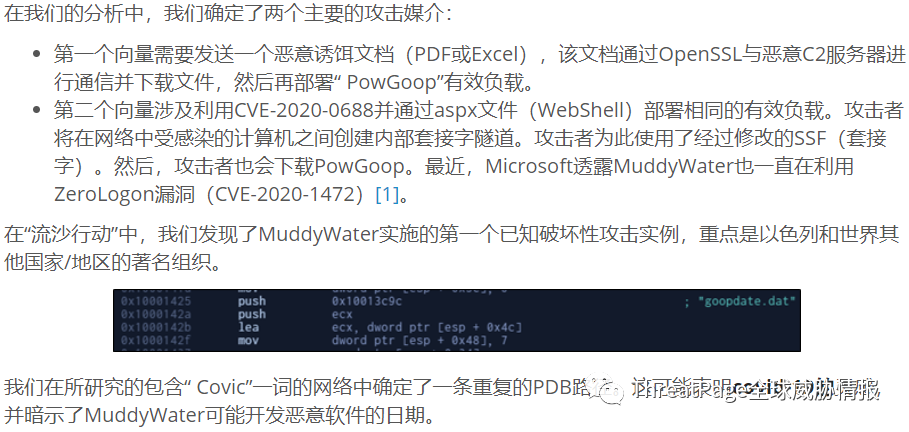 在我们的分析中，我们确定了两个主要的攻击媒介：
• 第一个向量需要发送一个恶意诱饵文档（PDF或Excel），该文档通过OpenSSL与恶意C2服务器进
行通信并下载文件，然后再部署“ PowGoop”有效负载。
• 第二个向量涉及利用CVE-2020-0688并通过aspx文件（WebShell）部署相同的有效负载。攻击者
将在网络中受感染的计算机之间创建内部套接字隧道。攻击者为此使用了经过修改的SSF（套接
字）。然后，攻击者也会下载PowGoop。最近，Microsoft透露MuddyWater也一直在利用
ZeroLogon漏洞（CVE-2020-1472）[1]。
在“流沙行动”中，我们发现了MuddyWater实施的第一个已知破坏性攻击实例，重点是以色列和世界其
他国家/地区的著名组织。
0x10001425 push 0x10013c9c ; "goopdate.dat"
0x1000142a push ecx
0x1000142b lea ecx, dword ptr [esp + 0x4c]
0x1000142f mov dword ptr [esp + 0x48], 7
我们在所研究的包含“ Covic”一词的网络中确定了一条重复的PDB路
ThreatPage全球威胁情报
并暗示了MuddyWater可能开发恶意软件的日期。